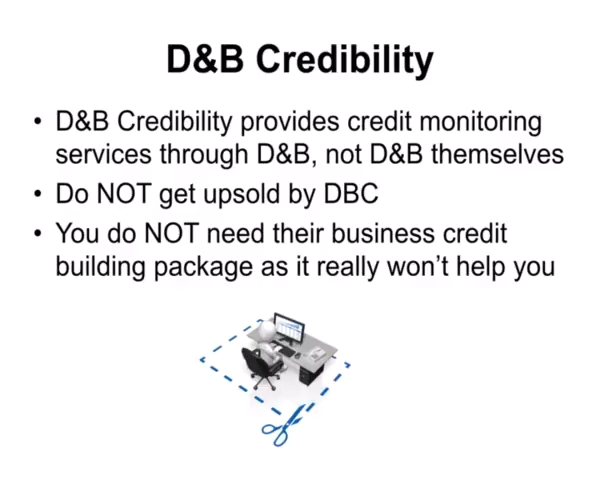 D&B Credibility
• D&B Credibility provides credit monitoring
services through D&B, not D&B themselves
• Do NOT get upsold by DBC
• You do NOT need their business credit
building package as it really won't help you